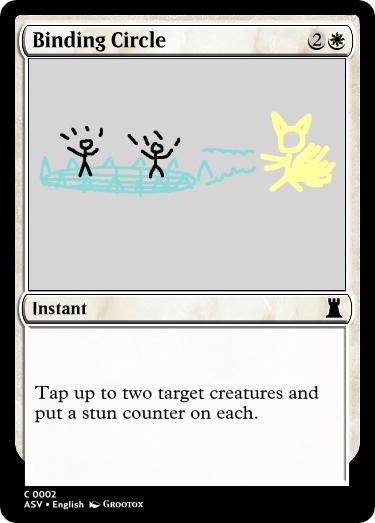 Binding Circle 2
Instant
Tap up to two target creatures and
put a stun counter on each.
C 0002
ASV • English Grootox